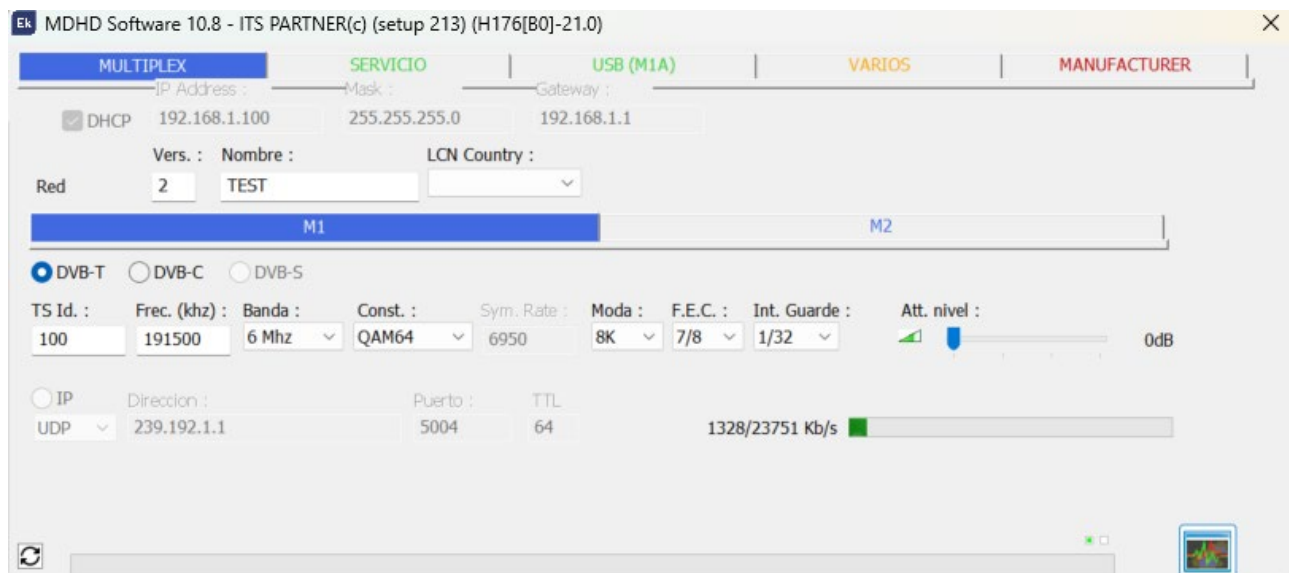 Ek MDHD Software 10.8 - ITS PARTNER(c) (setup 213) (H176[B0]-21.0)
MULTIPLEX SERVICIO USB (M1A) VARIOS MANUFACTURER
IP Address : Mask : Gateway :
DHCP 192.168.1.100 255.255.255.0 192.168.1.1
Vers. : Nombre : LCN Country :
Red 2 TEST
M1 M2
DVB-T DVB-C DVB-S
TS Id. : Frec. (khz) : Banda : Const. : Sym. Rate : Moda : F.E.C. : Int. Guarde : Att. nivel :
100 191500 6 Mhz QAM64 6950 8K 7/8 1/32 0dB
IP Direccion : Puerto : TTL
UDP 239.192.1.1 5004 64 1328/23751 Kb/s